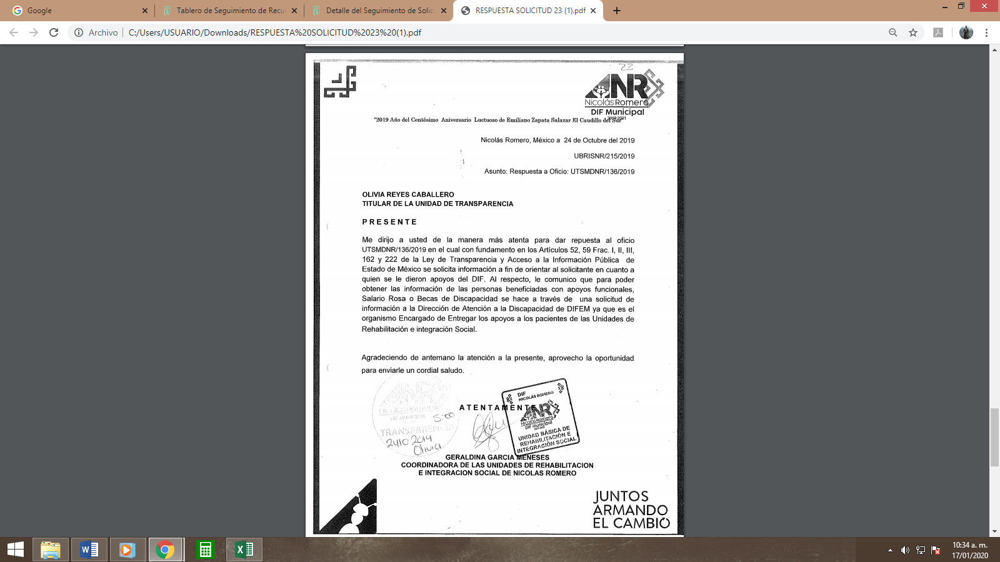 Google
Tablero de Seguimiento de Recu
Detalle del Seguimiento de Solici
RESPUESTA SOLICITUD 23 (1).pdf
Archivo
C:/Users/USUARIO/Downloads/RESPUESTA%20SOLICITUD%2023%20(1).pdf
23
ANR
Nicolás Romero
DIF Municipal
2019-2021
"2019 Año del Centésimo Aniversario Luctuoso de Emiliano Zapata Salazar El Caudillo del Sur"
Nicolás Romero, México a 24 de Octubre del 2019
UBRISNR/215/2019
Asunto: Respuesta a Oficio: UTSMDNR/136/2019
OLIVIA REYES CABALLERO
TITULAR DE LA UNIDAD DE TRANSPARENCIA
P R E S E N T E
Me dirijo a usted de la manera más atenta para dar repuesta al oficio
UTSMDNR/136/2019 en el cual con fundamento en los Artículos 52, 59 Frac. I, II, III,
162 y 222 de la Ley de Transparencia y Acceso a la Información Pública de
Estado de México se solicita información a fin de orientar al solicitante en cuanto a
quien se le dieron apoyos del DIF. Al respecto, le comunico que para poder
obtener las información de las personas beneficiadas con apoyos funcionales,
Salario Rosa o Becas de Discapacidad se hace a través de una solicitud de
información a la Dirección de Atención a la Discapacidad de DIFEM ya que es el
organismo Encargado de Entregar los apoyos a los pacientes de las Unidades de
Rehabilitación e integración Social.
Agradeciendo de antemano la atención a la presente, aprovecho la oportunidad
para enviarle un cordial saludo.
A T E N T A M E N T E
ANR
DIF MUNICIPAL
5:00
TRANSPARENCIA
24 10 2019
Olivia
DIF
NICOLÁS ROMERO
ANR
Nicolás Romero
DIF Municipal
UNIDAD BÁSICA DE
REHABILITACIÓN E
INTEGRACIÓN SOCIAL
GERALDINA GARCIA MENESES
COORDINADORA DE LAS UNIDADES DE REHABILITACION
E INTEGRACION SOCIAL DE NICOLAS ROMERO
JUNTOS
ARMANDO
EL CAMBIO
10:34 a. m.
17/01/2020